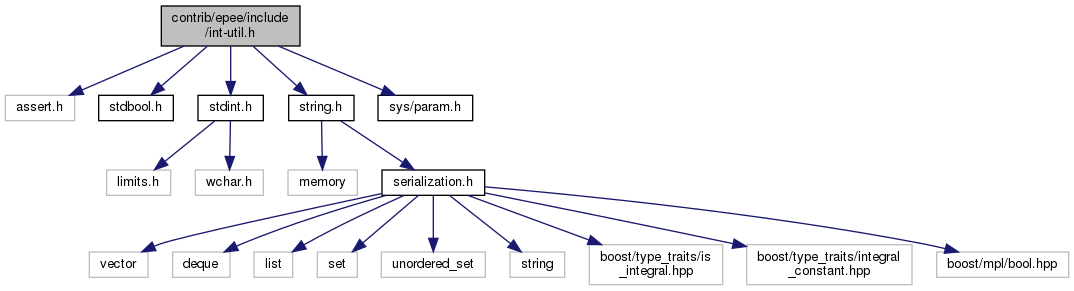 contrib/epee/include
/int-util.h
assert.h
stdbool.h
stdint.h
string.h
sys/param.h
limits.h
wchar.h
memory
serialization.h
vector
deque
list
set
unordered_set
string
boost/type_traits/is
_integral.hpp
boost/type_traits/integral
_constant.hpp
boost/mpl/bool.hpp